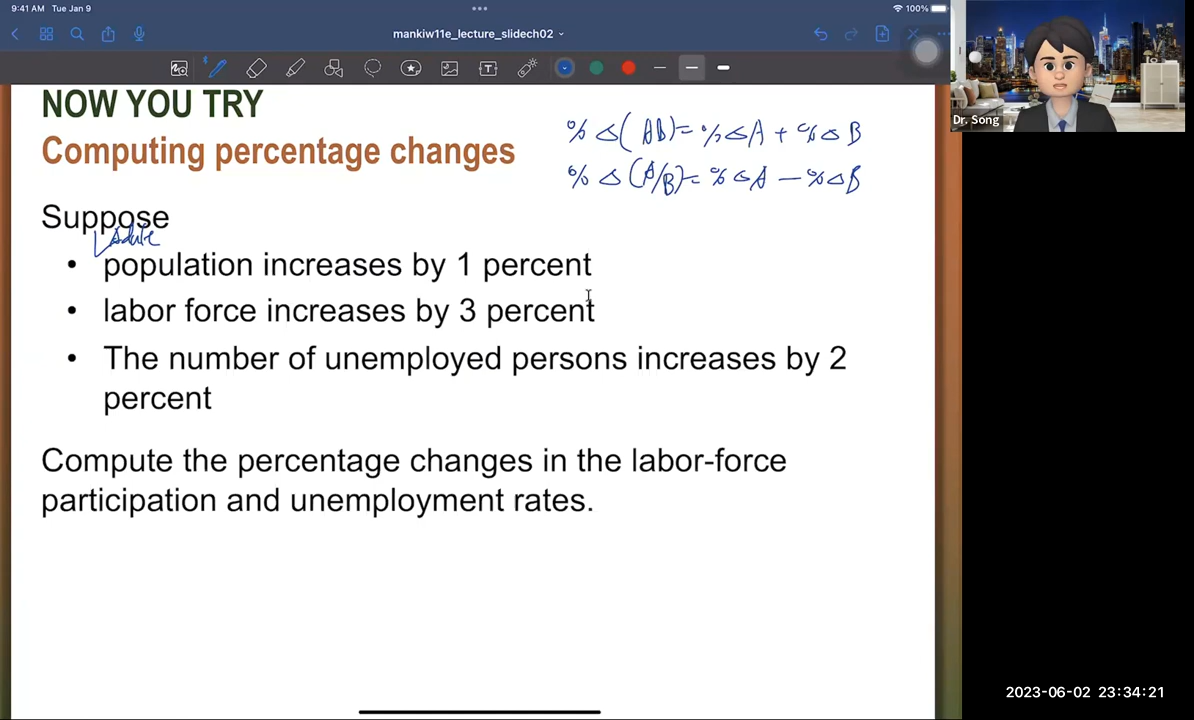 9:41 AM Tue Jan 9
100%
mankiw11e_lecture_slidech02
NOW YOU TRY
Computing percentage changes
% Δ(AB)= %ΔA + %ΔB
% Δ(A/B)= %ΔA − %ΔB
Suppose
• population increases by 1 percent
• labor force increases by 3 percent
• The number of unemployed persons increases by 2
percent
Compute the percentage changes in the labor-force
participation and unemployment rates.
Dr. Song
2023-06-02 23:34:21